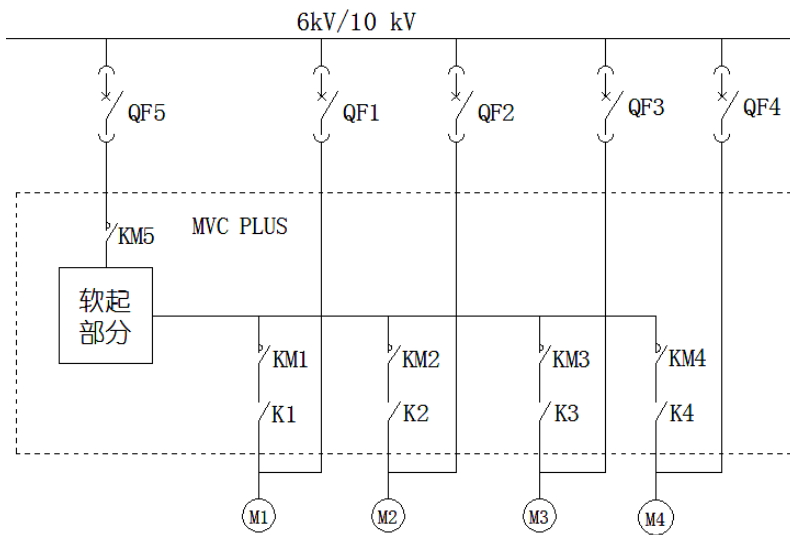 6kV/10 kV
QF5
QF1
QF2
QF3
QF4
MVC PLUS
KM5
软起
部分
KM1
KM2
KM3
KM4
K1
K2
K3
K4
M1
M2
M3
M4